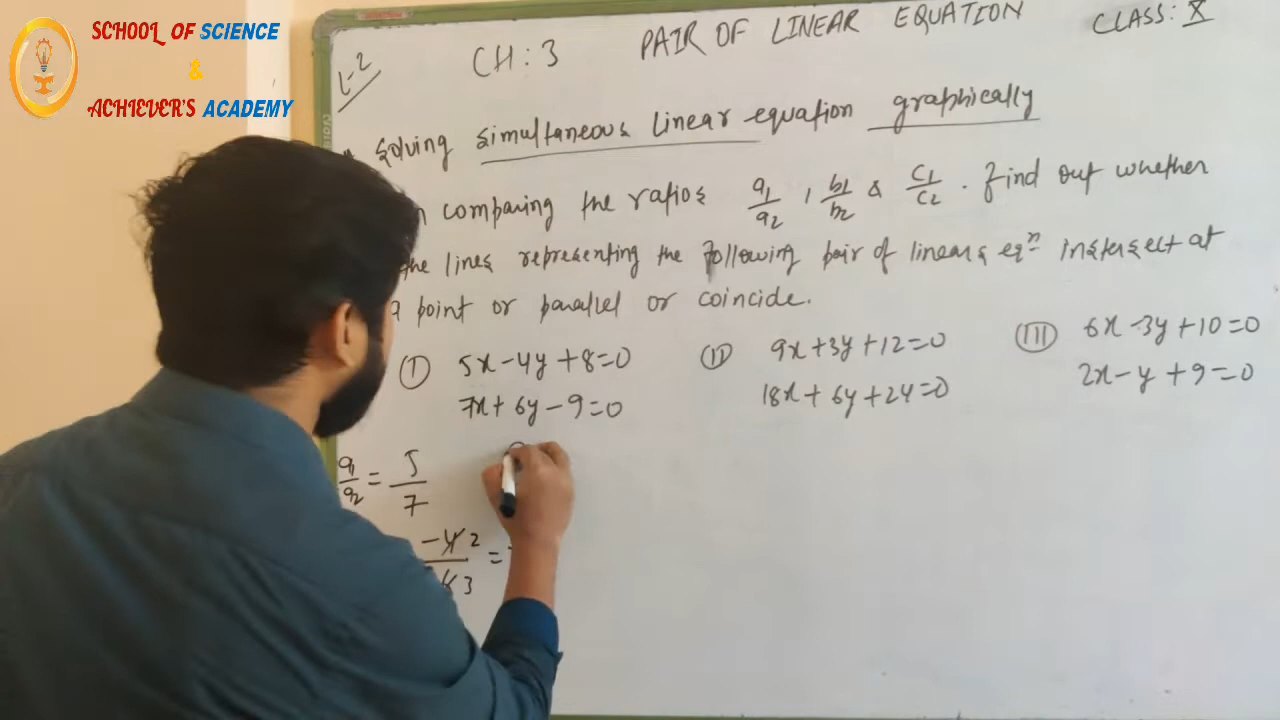 SCHOOL OF SCIENCE
&
ACHIEVER'S ACADEMY
L-2
CH : 3 PAIR OF LINEAR EQUATION CLASS: X
Solving simultaneous linear equation graphically
comparing the ratios a1/a2 , b1/b2 & c1/c2 . Find out whether
the lines representing the following pair of linears eqn instersect at
a point or parallel or coincide.
(I) 5x-4y+8=0 (II) 9x+3y+12=0 (III) 6x-3y+10=0
7x+6y-9=0 18x+6y+24=0 2x-y+9=0
a1/a2 = 5/7
-4 2
6 3 =